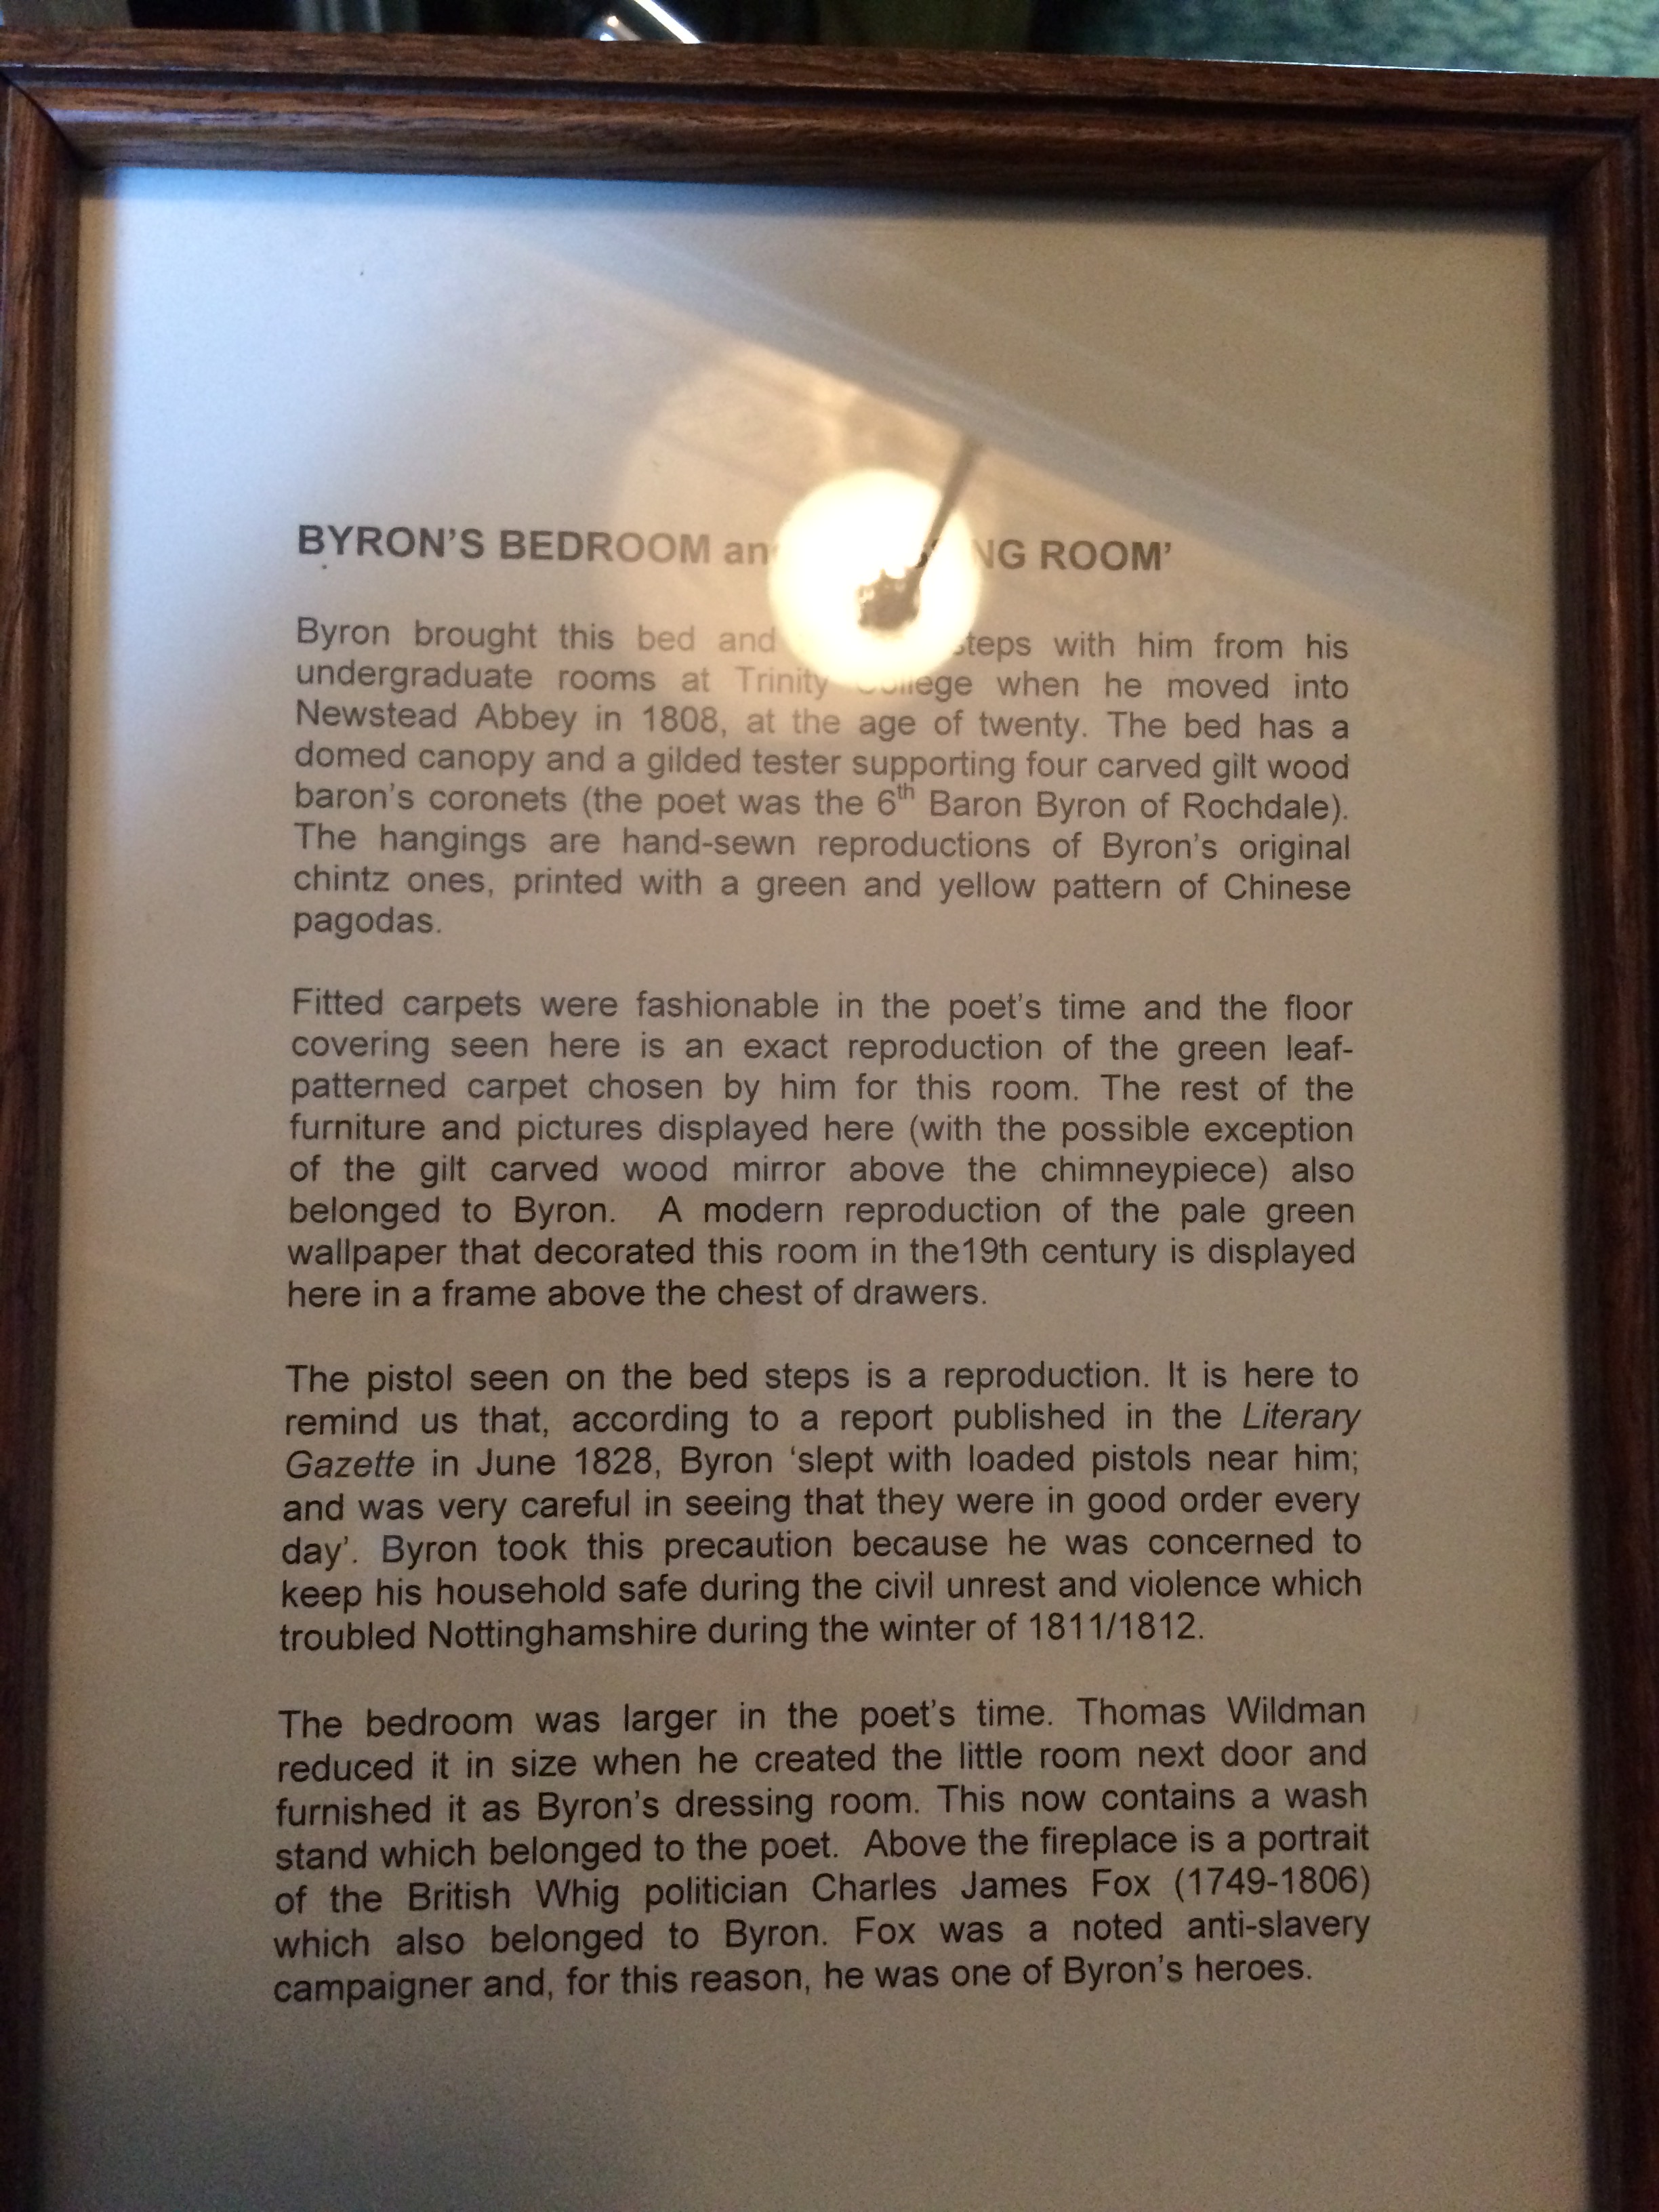 BYRON'S BEDROOM NG ROOM'
Byron brought this bed and steps with him from his
undergraduate rooms at Trinity College when he moved into
Newstead Abbey in 1808, at the age of twenty. The bed has a
domed canopy and a gilded tester supporting four carved gilt wood
baron's coronets (the poet was the 6th Baron Byron of Rochdale).
The hangings are hand-sewn reproductions of Byron's original
chintz ones, printed with a green and yellow pattern of Chinese
pagodas.
Fitted carpets were fashionable in the poet's time and the floor
covering seen here is an exact reproduction of the green leaf-
patterned carpet chosen by him for this room. The rest of the
furniture and pictures displayed here (with the possible exception
of the gilt carved wood mirror above the chimneypiece) also
belonged to Byron. A modern reproduction of the pale green
wallpaper that decorated this room in the19th century is displayed
here in a frame above the chest of drawers.
The pistol seen on the bed steps is a reproduction. It is here to
remind us that, according to a report published in the Literary
Gazette in June 1828, Byron 'slept with loaded pistols near him;
and was very careful in seeing that they were in good order every
day'. Byron took this precaution because he was concerned to
keep his household safe during the civil unrest and violence which
troubled Nottinghamshire during the winter of 1811/1812.
The bedroom was larger in the poet's time. Thomas Wildman
reduced it in size when he created the little room next door and
furnished it as Byron's dressing room. This now contains a wash
stand which belonged to the poet. Above the fireplace is a portrait
of the British Whig politician Charles James Fox (1749-1806)
which also belonged to Byron. Fox was a noted anti-slavery
campaigner and, for this reason, he was one of Byron's heroes.